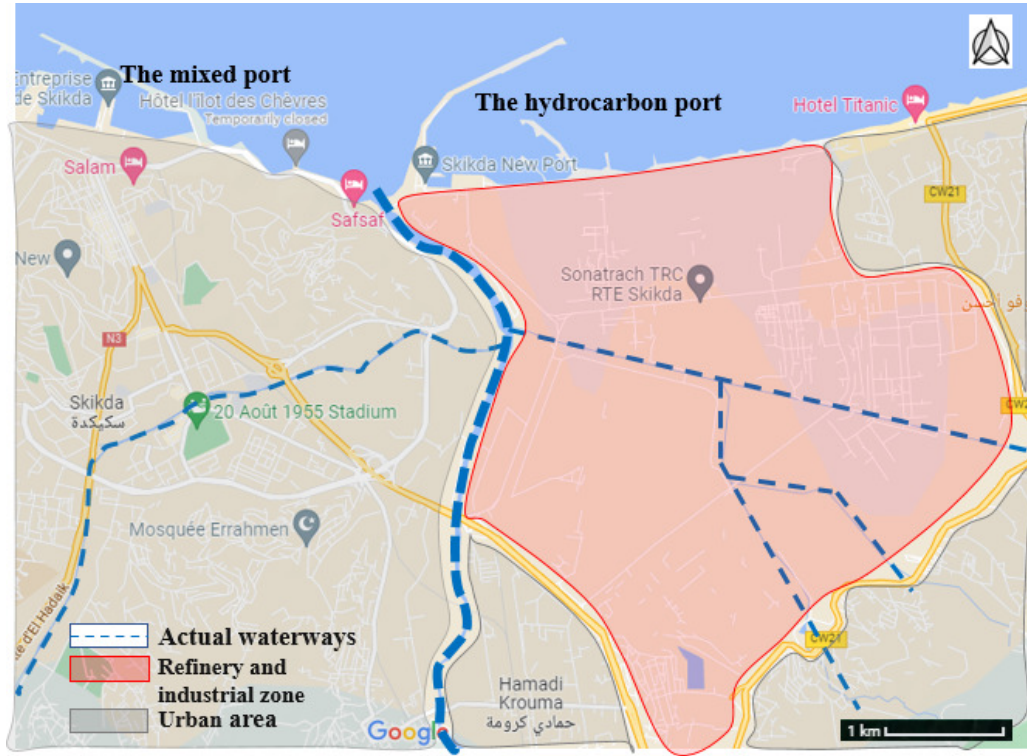 The mixed port
Entreprise
de Skikda
Hôtel l'îlot des Chèvres
Temporarily closed
The hydrocarbon port
Hotel Titanic
Salam
Skikda New Port
Safsaf
CW21
New
Sonatrach TRC
RTE Skikda
N3
Skikda
سكيكدة
20 Août 1955 Stadium
Mosquée Errahmen
CW21
Actual waterways
Refinery and
industrial zone
Urban area
Hamadi
Krouma
حمادي كرومة
Google
1 km